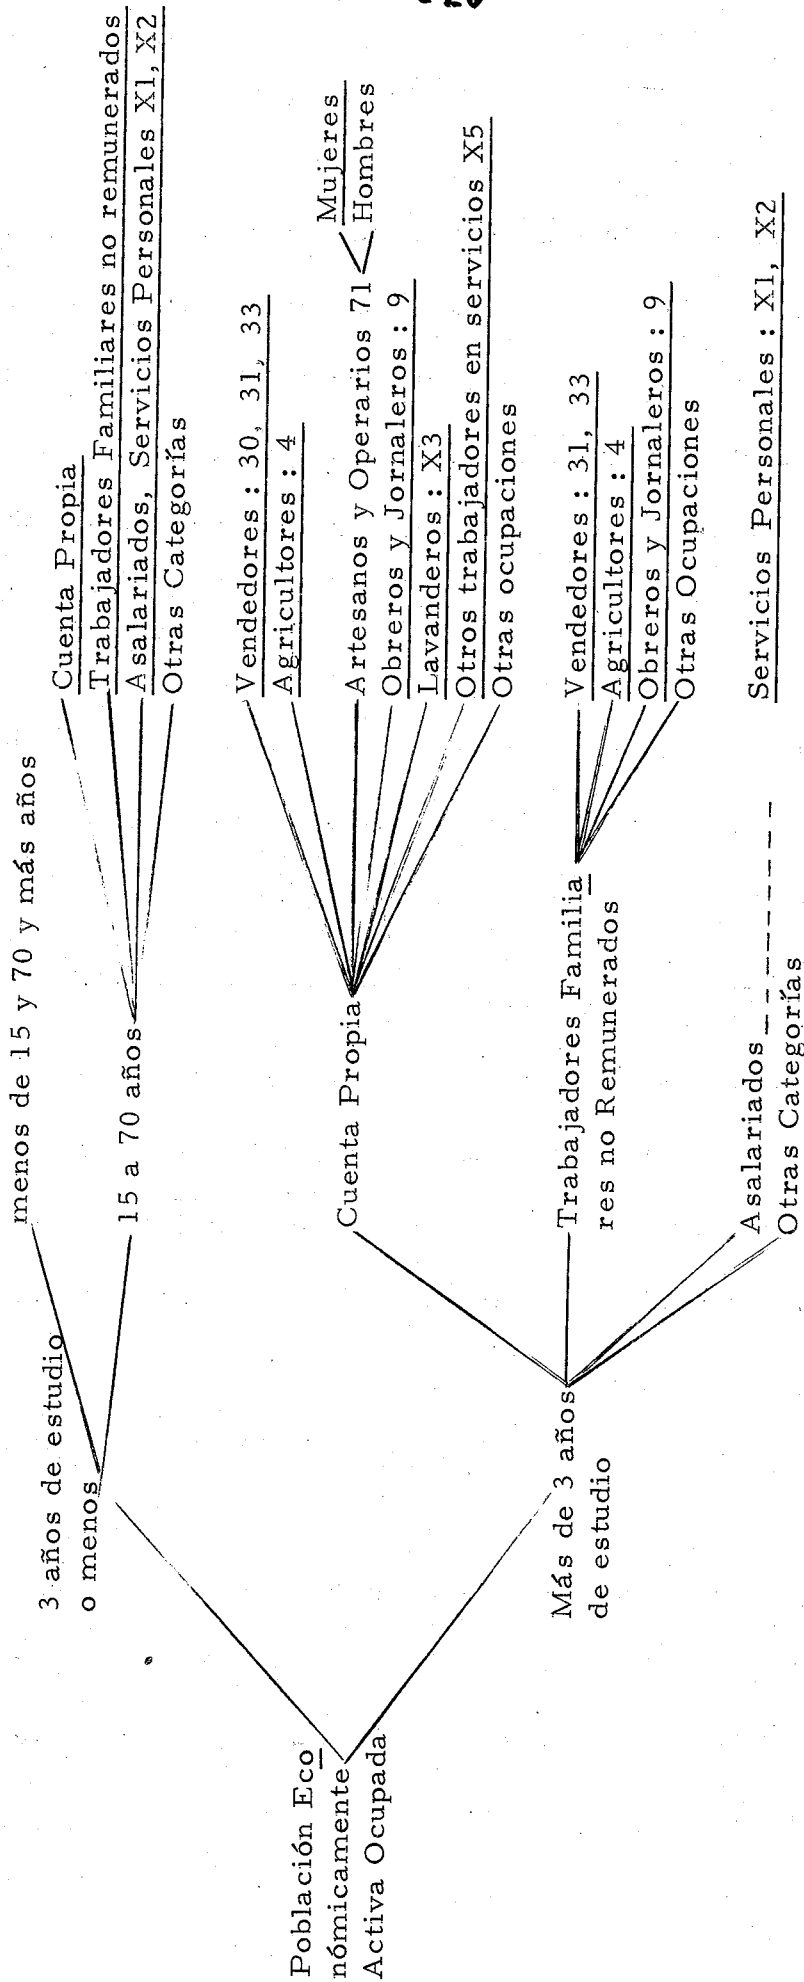 Población Eco
nómicamente
Activa Ocupada
3 años de estudio
o menos
menos de 15 y 70 y más años
15 a 70 años
Cuenta Propia
Trabajadores Familiares no remunerados
Asalariados, Servicios Personales X1, X2
Otras Categorías
Más de 3 años
de estudio
Cuenta Propia
Vendedores : 30, 31, 33
Agricultores : 4
Artesanos y Operarios 71
Mujeres
Hombres
Obreros y Jornaleros : 9
Lavanderos : X3
Otros trabajadores en servicios X5
Otras ocupaciones
Trabajadores Familia
res no Remunerados
Vendedores : 31, 33
Agricultores : 4
Obreros y Jornaleros : 9
Otras Ocupaciones
Asalariados
Servicios Personales : X1, X2
Otras Categorías